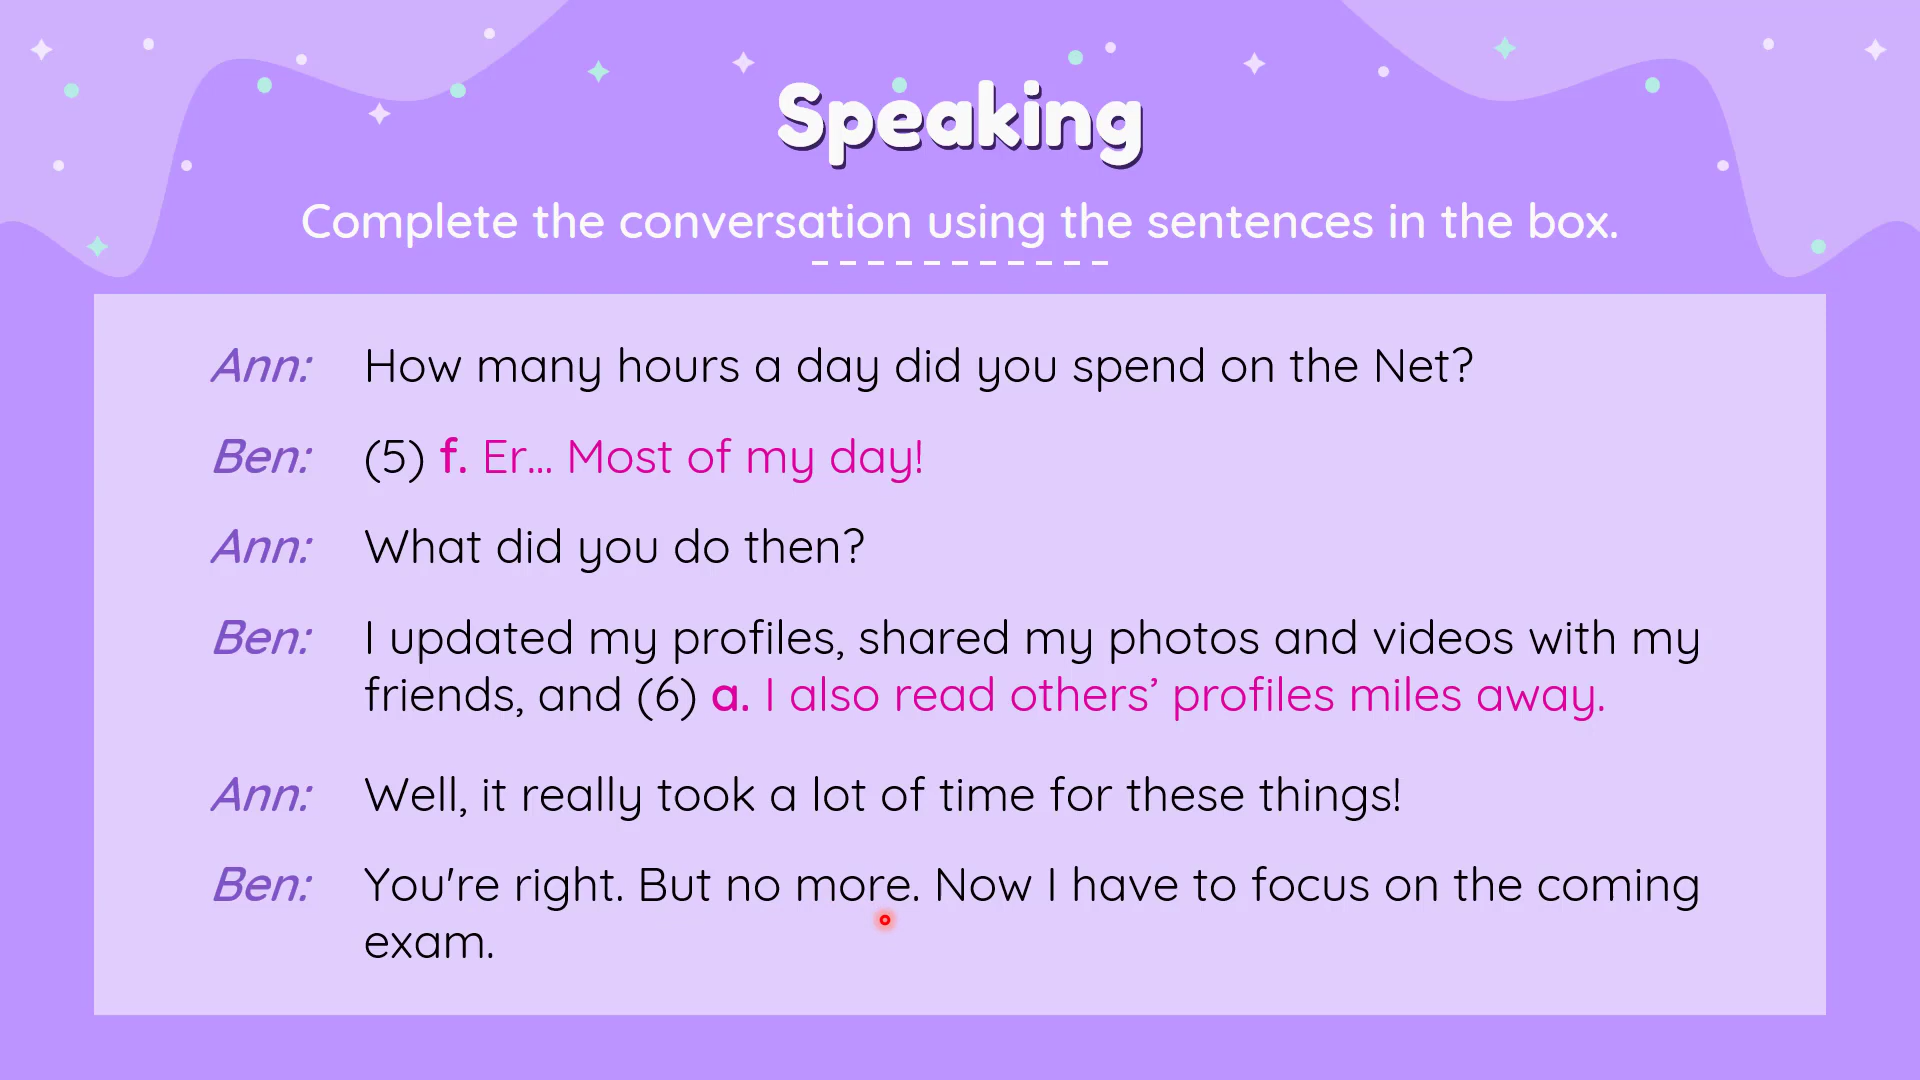 Speaking
Complete the conversation using the sentences in the box.
Ann: How many hours a day did you spend on the Net?
Ben: (5) f. Er... Most of my day!
Ann: What did you do then?
Ben: I updated my profiles, shared my photos and videos with my
friends, and (6) a. I also read others’ profiles miles away.
Ann: Well, it really took a lot of time for these things!
Ben: You're right. But no more. Now I have to focus on the coming
exam.